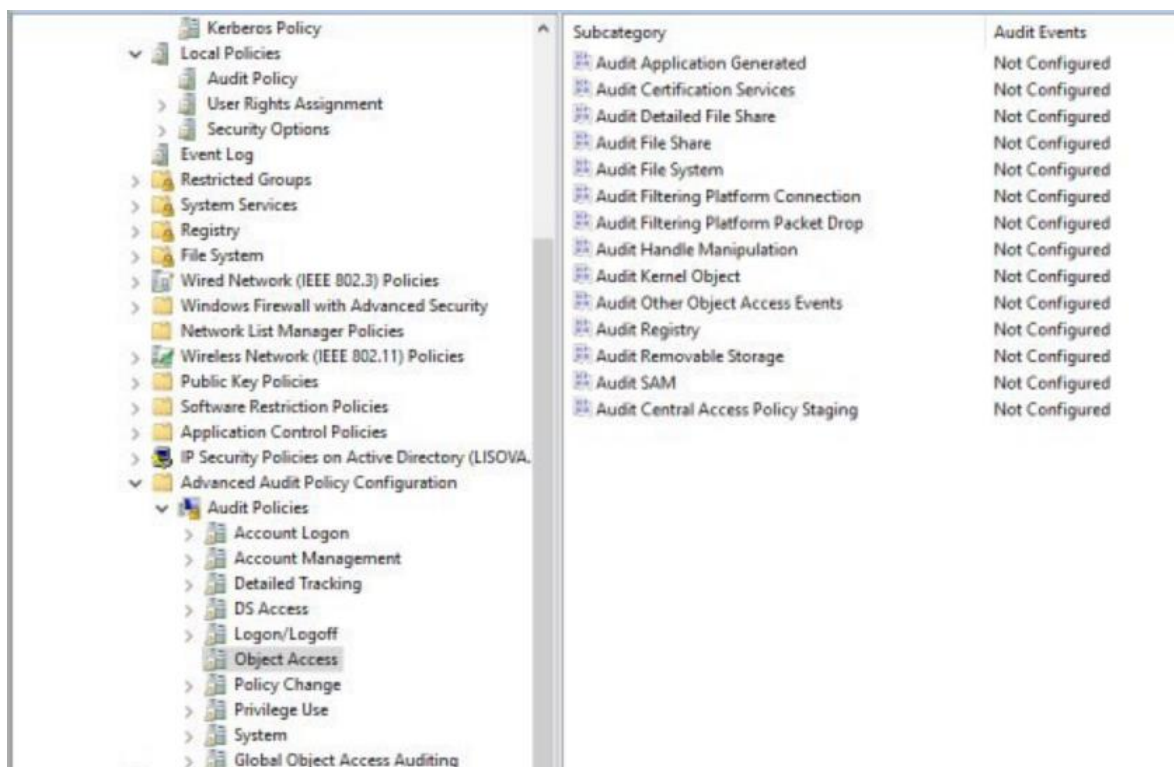 Kerberos Policy
Local Policies
Audit Policy
User Rights Assignment
Security Options
Event Log
Restricted Groups
System Services
Registry
File System
Wired Network (IEEE 802.3) Policies
Windows Firewall with Advanced Security
Network List Manager Policies
Wireless Network (IEEE 802.11) Policies
Public Key Policies
Software Restriction Policies
Application Control Policies
IP Security Policies on Active Directory (LISOVA.
Advanced Audit Policy Configuration
Audit Policies
Account Logon
Account Management
Detailed Tracking
DS Access
Logon/Logoff
Object Access
Policy Change
Privilege Use
System
Global Object Access Auditing
Subcategory Audit Events
Audit Application Generated Not Configured
Audit Certification Services Not Configured
Audit Detailed File Share Not Configured
Audit File Share Not Configured
Audit File System Not Configured
Audit Filtering Platform Connection Not Configured
Audit Filtering Platform Packet Drop Not Configured
Audit Handle Manipulation Not Configured
Audit Kernel Object Not Configured
Audit Other Object Access Events Not Configured
Audit Registry Not Configured
Audit Removable Storage Not Configured
Audit SAM Not Configured
Audit Central Access Policy Staging Not Configured